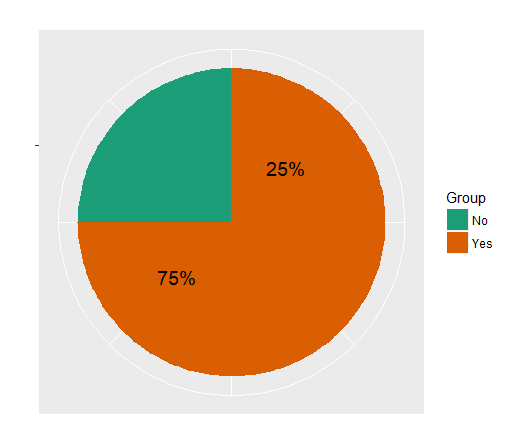 25%
75%
Group
No
Yes